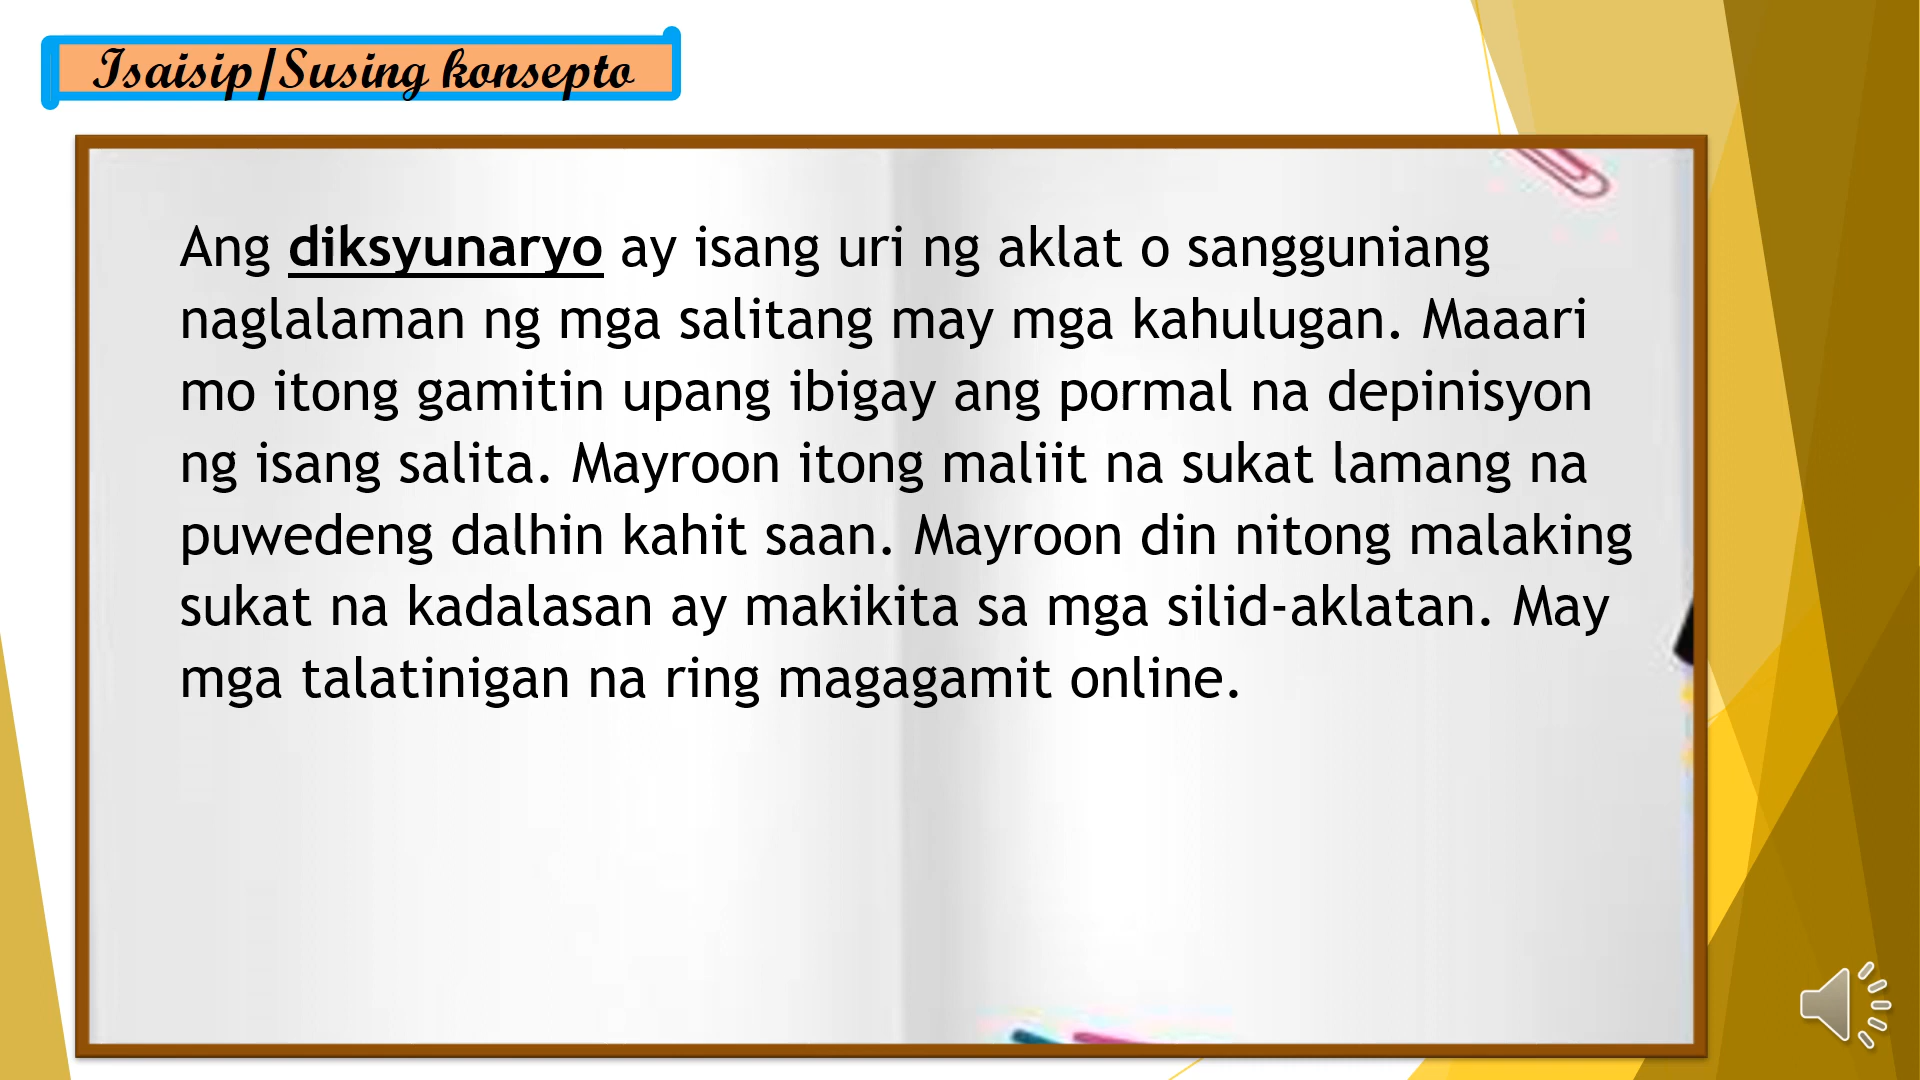 Isaisip/Susing konsepto
Ang diksyunaryo ay isang uri ng aklat o sangguniang
naglalaman ng mga salitang may mga kahulugan. Maaari
mo itong gamitin upang ibigay ang pormal na depinisyon
ng isang salita. Mayroon itong maliit na sukat lamang na
puwedeng dalhin kahit saan. Mayroon din nitong malaking
sukat na kadalasan ay makikita sa mga silid-aklatan. May
mga talatinigan na ring magagamit online.